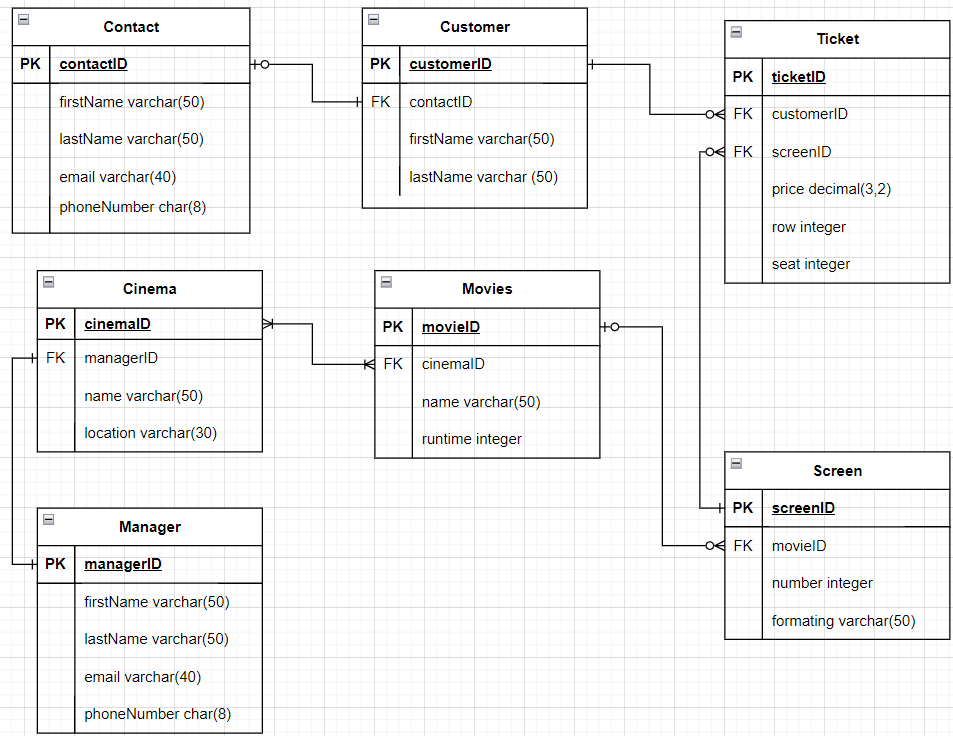 Contact
PK contactID
firstName varchar(50)
lastName varchar(50)
email varchar(40)
phoneNumber char(8)
Customer
PK customerID
FK contactID
firstName varchar(50)
lastName varchar (50)
Ticket
PK ticketID
FK customerID
FK screenID
price decimal(3,2)
row integer
seat integer
Cinema
PK cinemaID
FK managerID
name varchar(50)
location varchar(30)
Movies
PK movieID
FK cinemaID
name varchar(50)
runtime integer
Manager
PK managerID
firstName varchar(50)
lastName varchar(50)
email varchar(40)
phoneNumber char(8)
Screen
PK screenID
FK movieID
number integer
formating varchar(50)